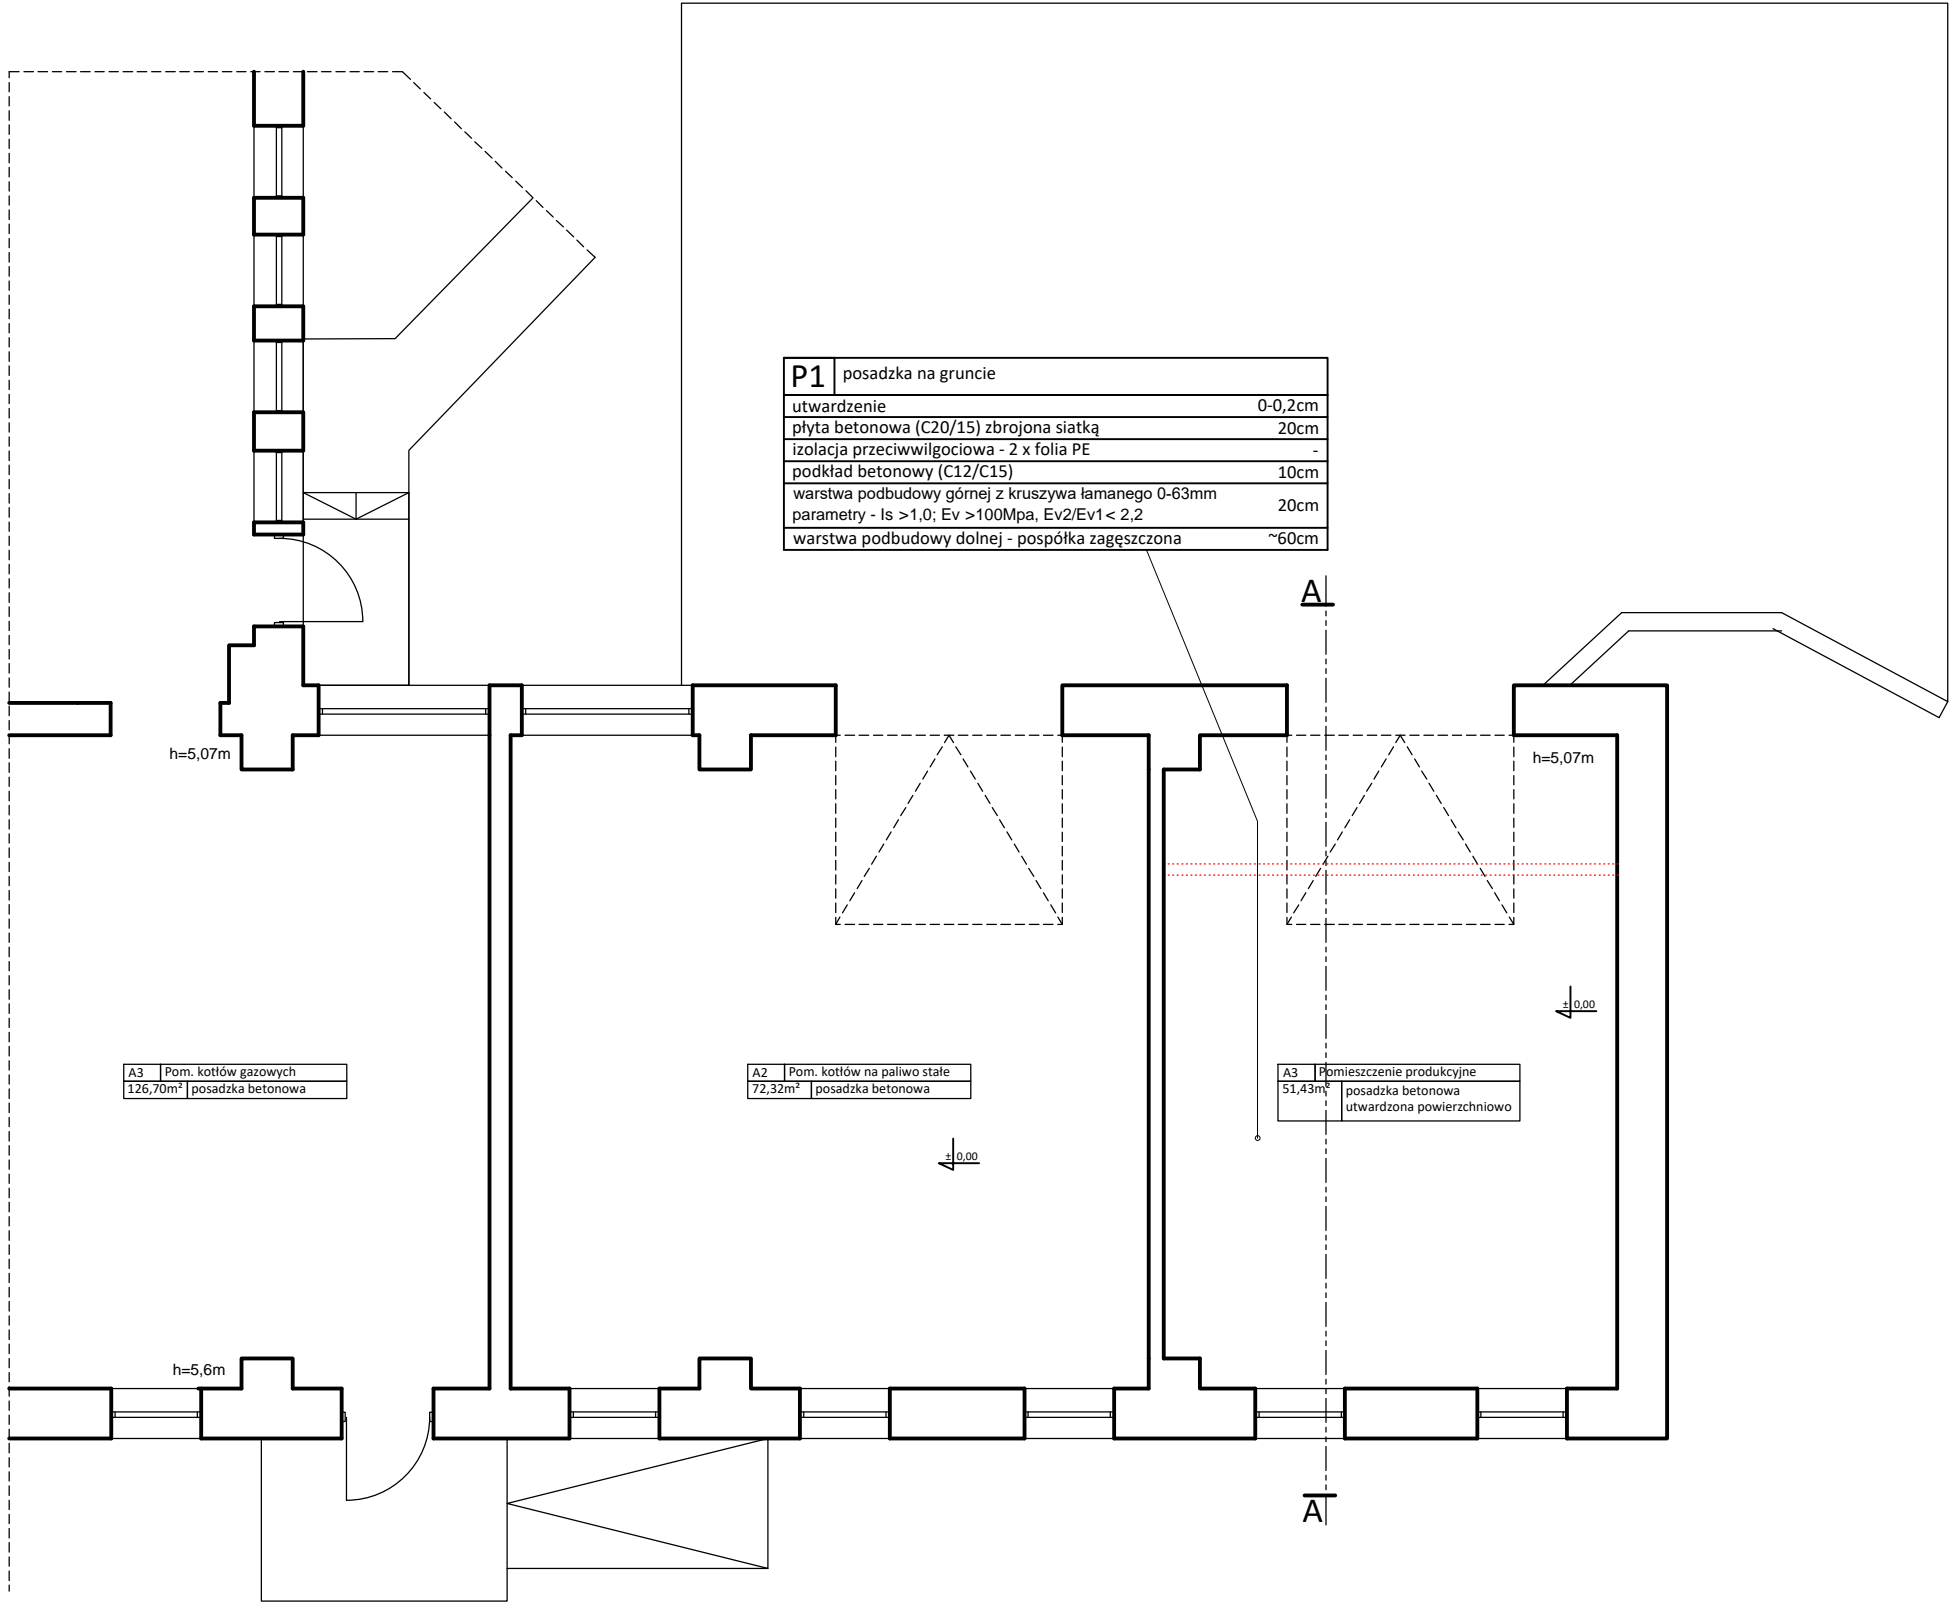 P1 posadzka na gruncie
utwardzenie 0-0,2cm
płyta betonowa (C20/15) zbrojona siatką 20cm
izolacja przeciwwilgociowa - 2 x folia PE -
podkład betonowy (C12/C15) 10cm
warstwa podbudowy górnej z kruszywa łamanego 0-63mm
parametry - Is >1,0; Ev >100Mpa, Ev2/Ev1< 2,2 20cm
warstwa podbudowy dolnej - pospółka zagęszczona ~60cm
A
h=5,07m
h=5,07m
± 0,00
A3 Pom. kotłów gazowych
126,70m² posadzka betonowa
A2 Pom. kotłów na paliwo stałe
72,32m² posadzka betonowa
A3 Pomieszczenie produkcyjne
51,43m² posadzka betonowa
utwardzona powierzchniowo
± 0,00
h=5,6m
A